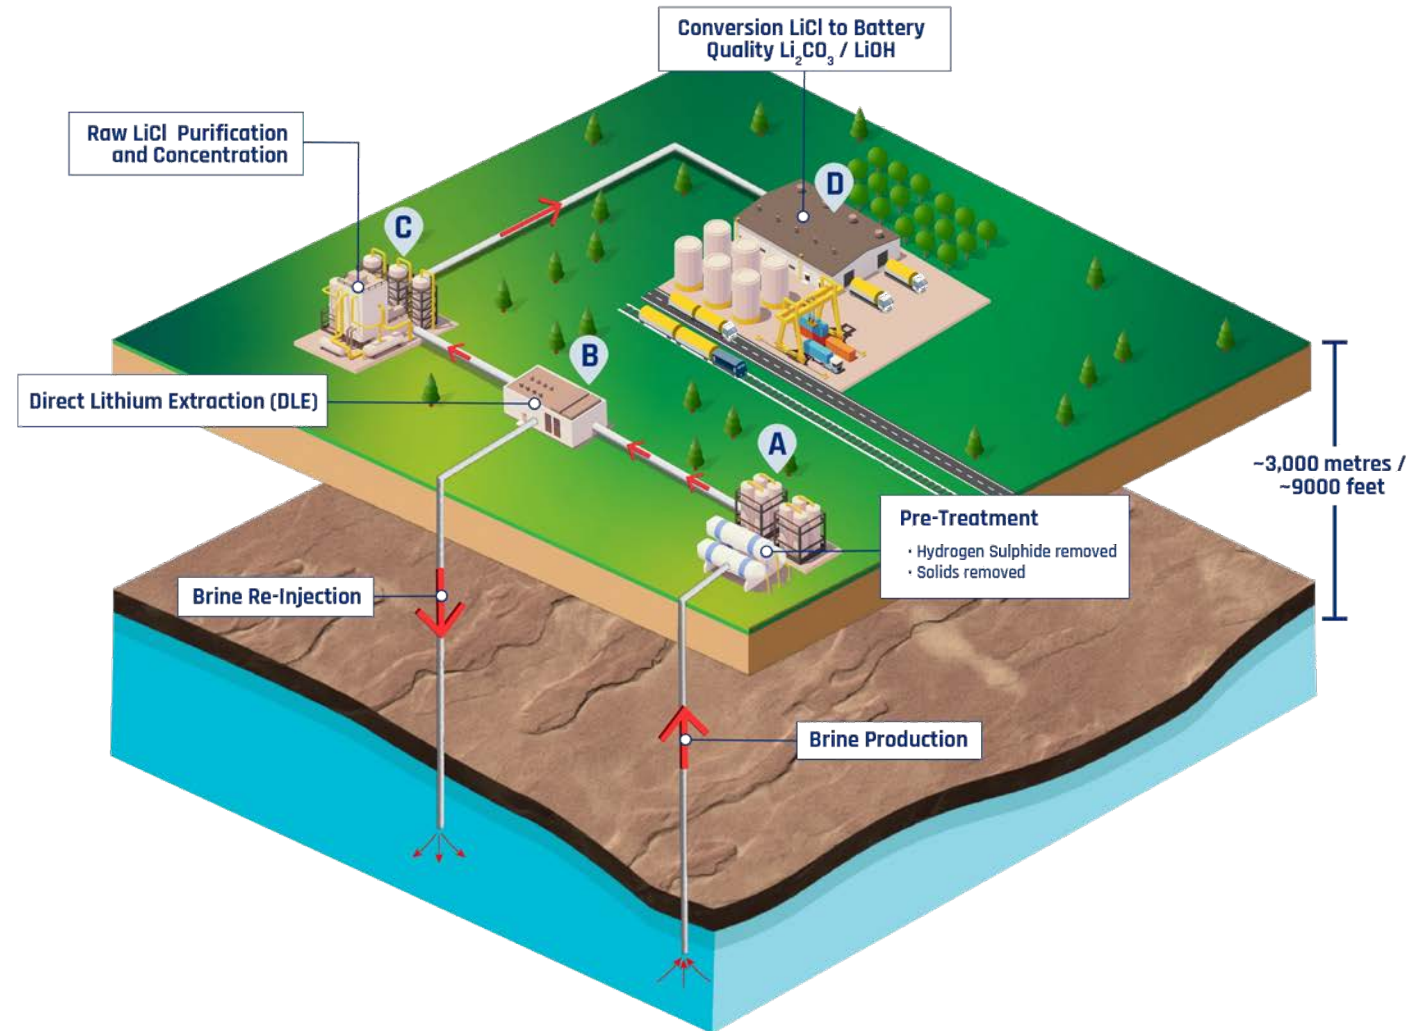 Conversion LiCl to Battery
Quality Li₂CO₃ / LiOH
Raw LiCl Purification
and Concentration
D
C
B
Direct Lithium Extraction (DLE)
A
~3,000 metres /
~9000 feet
Pre-Treatment
· Hydrogen Sulphide removed
· Solids removed
Brine Re-Injection
Brine Production